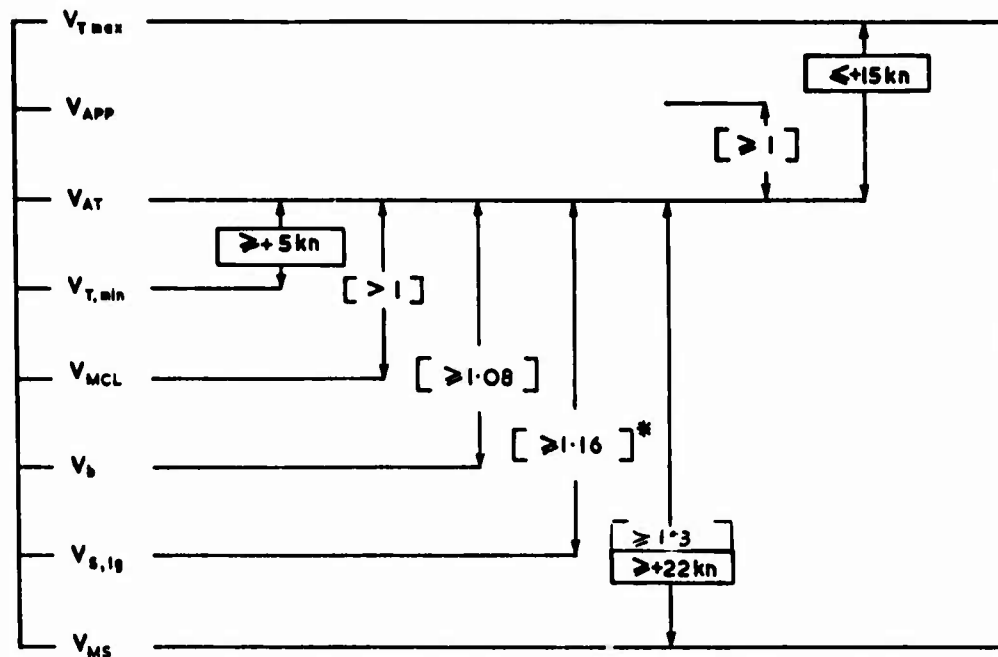 V_T max
⩽+15kn
V_APP
[⩾1]
V_AT
⩾+5kn
V_T,min
[>1]
V_MCL
[⩾1·08]
[⩾1·16]*
V_b
[⩾1·3]
V_S,1g
⩾+22kn
V_MS